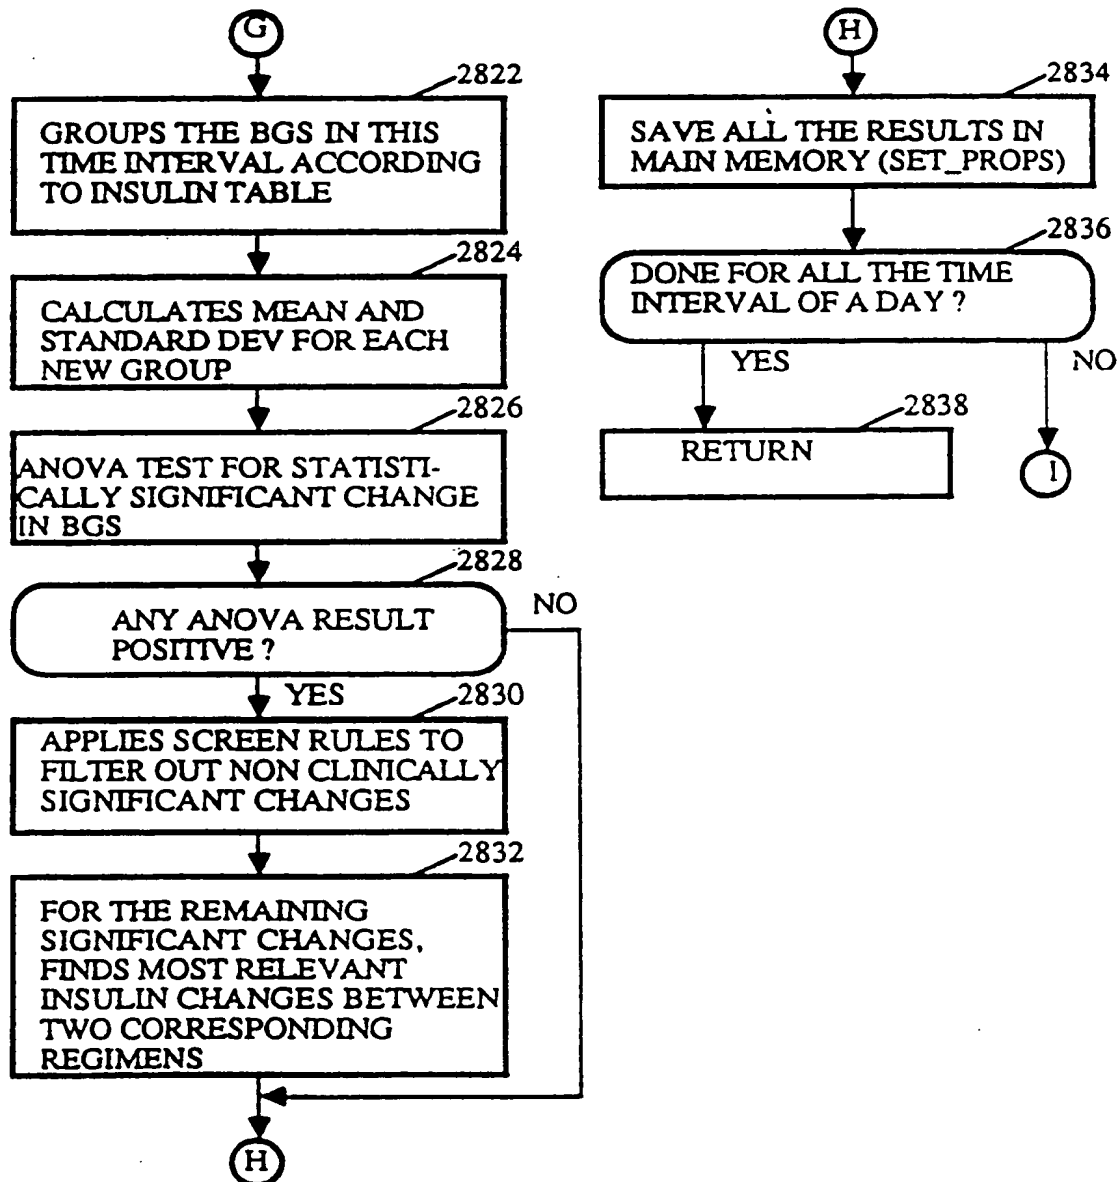 G
2822
GROUPS THE BGS IN THIS
TIME INTERVAL ACCORDING
TO INSULIN TABLE
2824
CALCULATES MEAN AND
STANDARD DEV FOR EACH
NEW GROUP
2826
ANOVA TEST FOR STATISTI-
CALLY SIGNIFICANT CHANGE
IN BGS
2828
ANY ANOVA RESULT
POSITIVE ?
NO
YES
2830
APPLIES SCREEN RULES TO
FILTER OUT NON CLINICALLY
SIGNIFICANT CHANGES
2832
FOR THE REMAINING
SIGNIFICANT CHANGES,
FINDS MOST RELEVANT
INSULIN CHANGES BETWEEN
TWO CORRESPONDING
REGIMENS
H
H
2834
SAVE ALL THE RESULTS IN
MAIN MEMORY (SET_PROPS)
2836
DONE FOR ALL THE TIME
INTERVAL OF A DAY ?
YES
NO
2838
RETURN
I